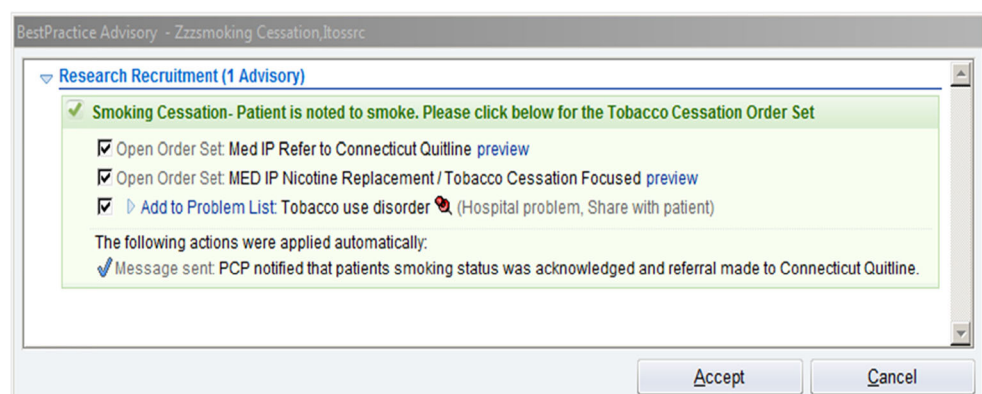 BestPractice Advisory - Zzzsmoking Cessation,Itossrc
Research Recruitment (1 Advisory)
Smoking Cessation- Patient is noted to smoke. Please click below for the Tobacco Cessation Order Set
Open Order Set: Med IP Refer to Connecticut Quitline preview
Open Order Set: MED IP Nicotine Replacement / Tobacco Cessation Focused preview
Add to Problem List: Tobacco use disorder (Hospital problem, Share with patient)
The following actions were applied automatically:
Message sent: PCP notified that patients smoking status was acknowledged and referral made to Connecticut Quitline.
Accept Cancel